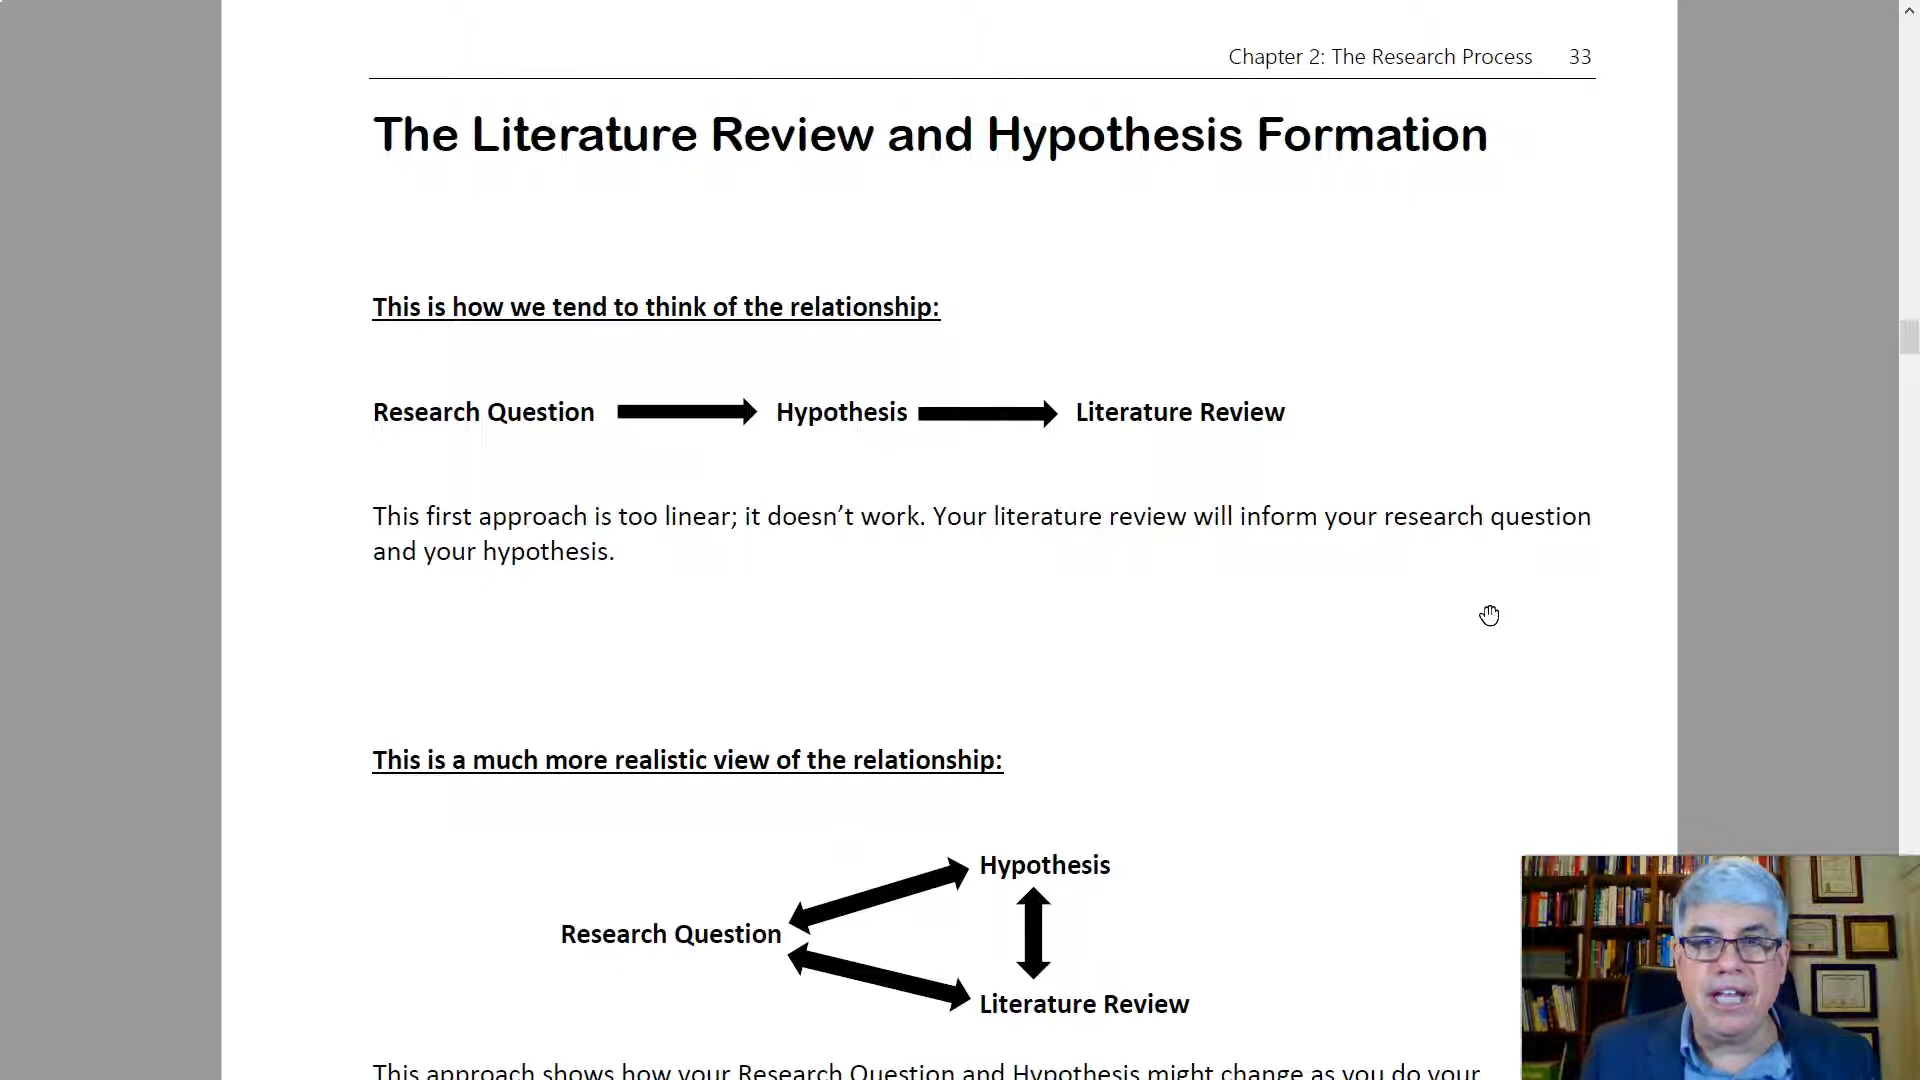 Chapter 2: The Research Process 33
The Literature Review and Hypothesis Formation
This is how we tend to think of the relationship:
Research Question Hypothesis Literature Review
This first approach is too linear; it doesn’t work. Your literature review will inform your research question
and your hypothesis.
This is a much more realistic view of the relationship:
Hypothesis
Research Question
Literature Review
This approach shows how your Research Question and Hypothesis might change as you do your